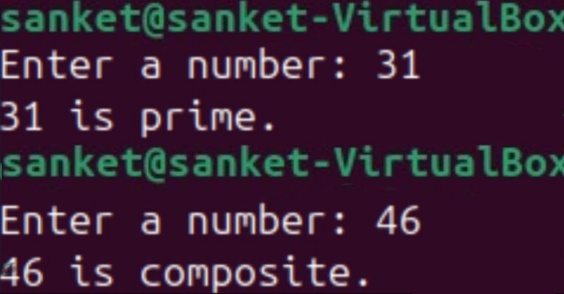 sanket@sanket-VirtualBox
Enter a number: 31
31 is prime.
sanket@sanket-VirtualBox
Enter a number: 46
46 is composite.